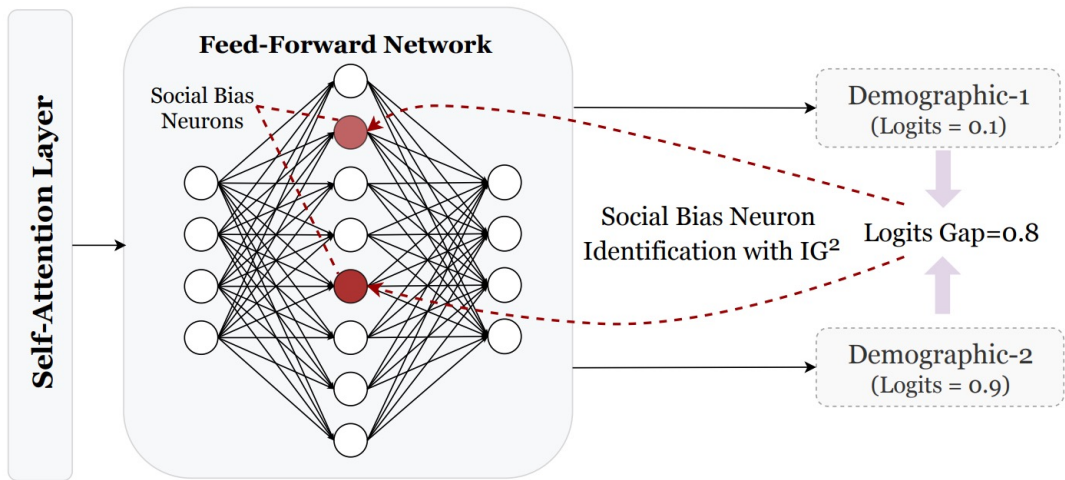 Self-Attention Layer
Feed-Forward Network
Social Bias
Neurons
Demographic-1
(Logits = 0.1)
Social Bias Neuron
Identification with IG²
Logits Gap=0.8
Demographic-2
(Logits = 0.9)